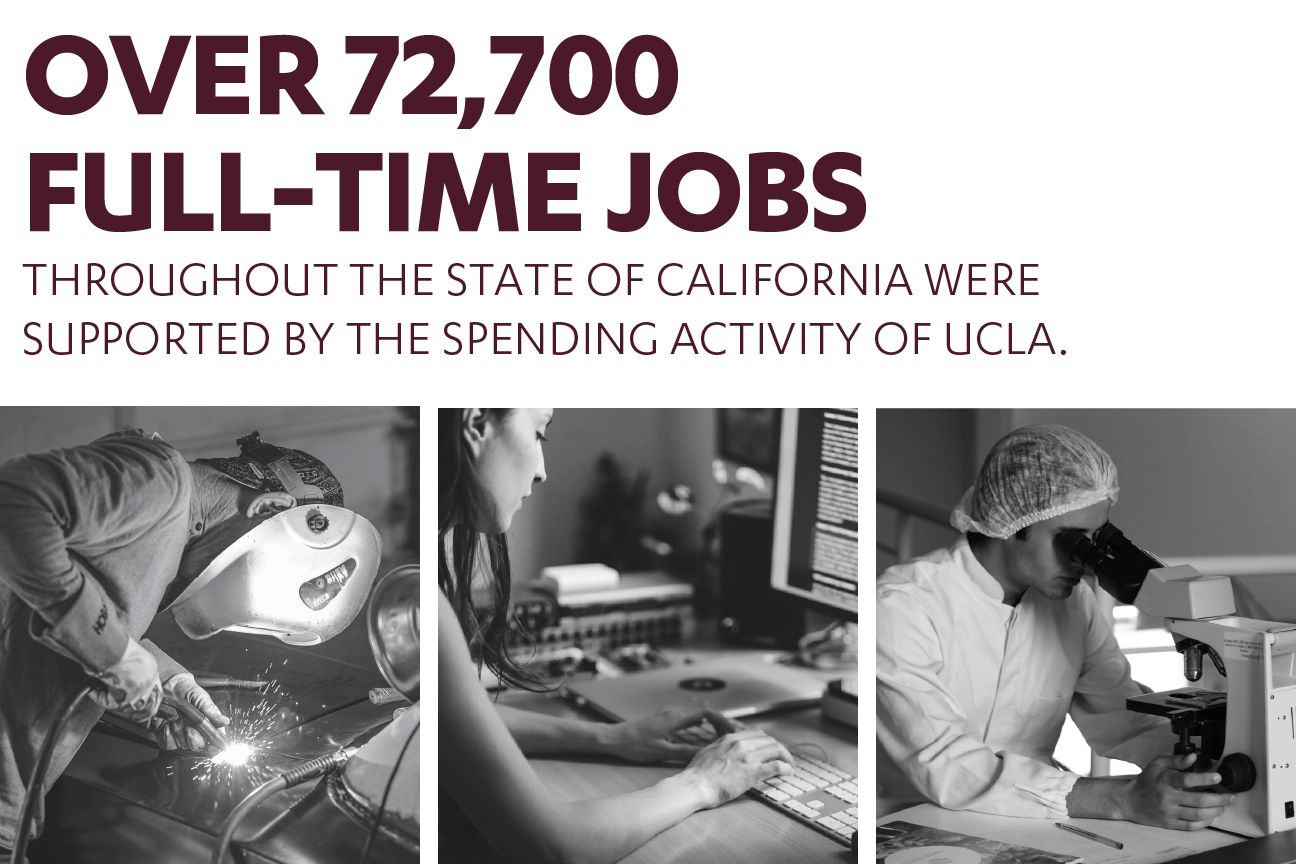 OVER 72,700
FULL-TIME JOBS
THROUGHOUT THE STATE OF CALIFORNIA WERE
SUPPORTED BY THE SPENDING ACTIVITY OF UCLA.